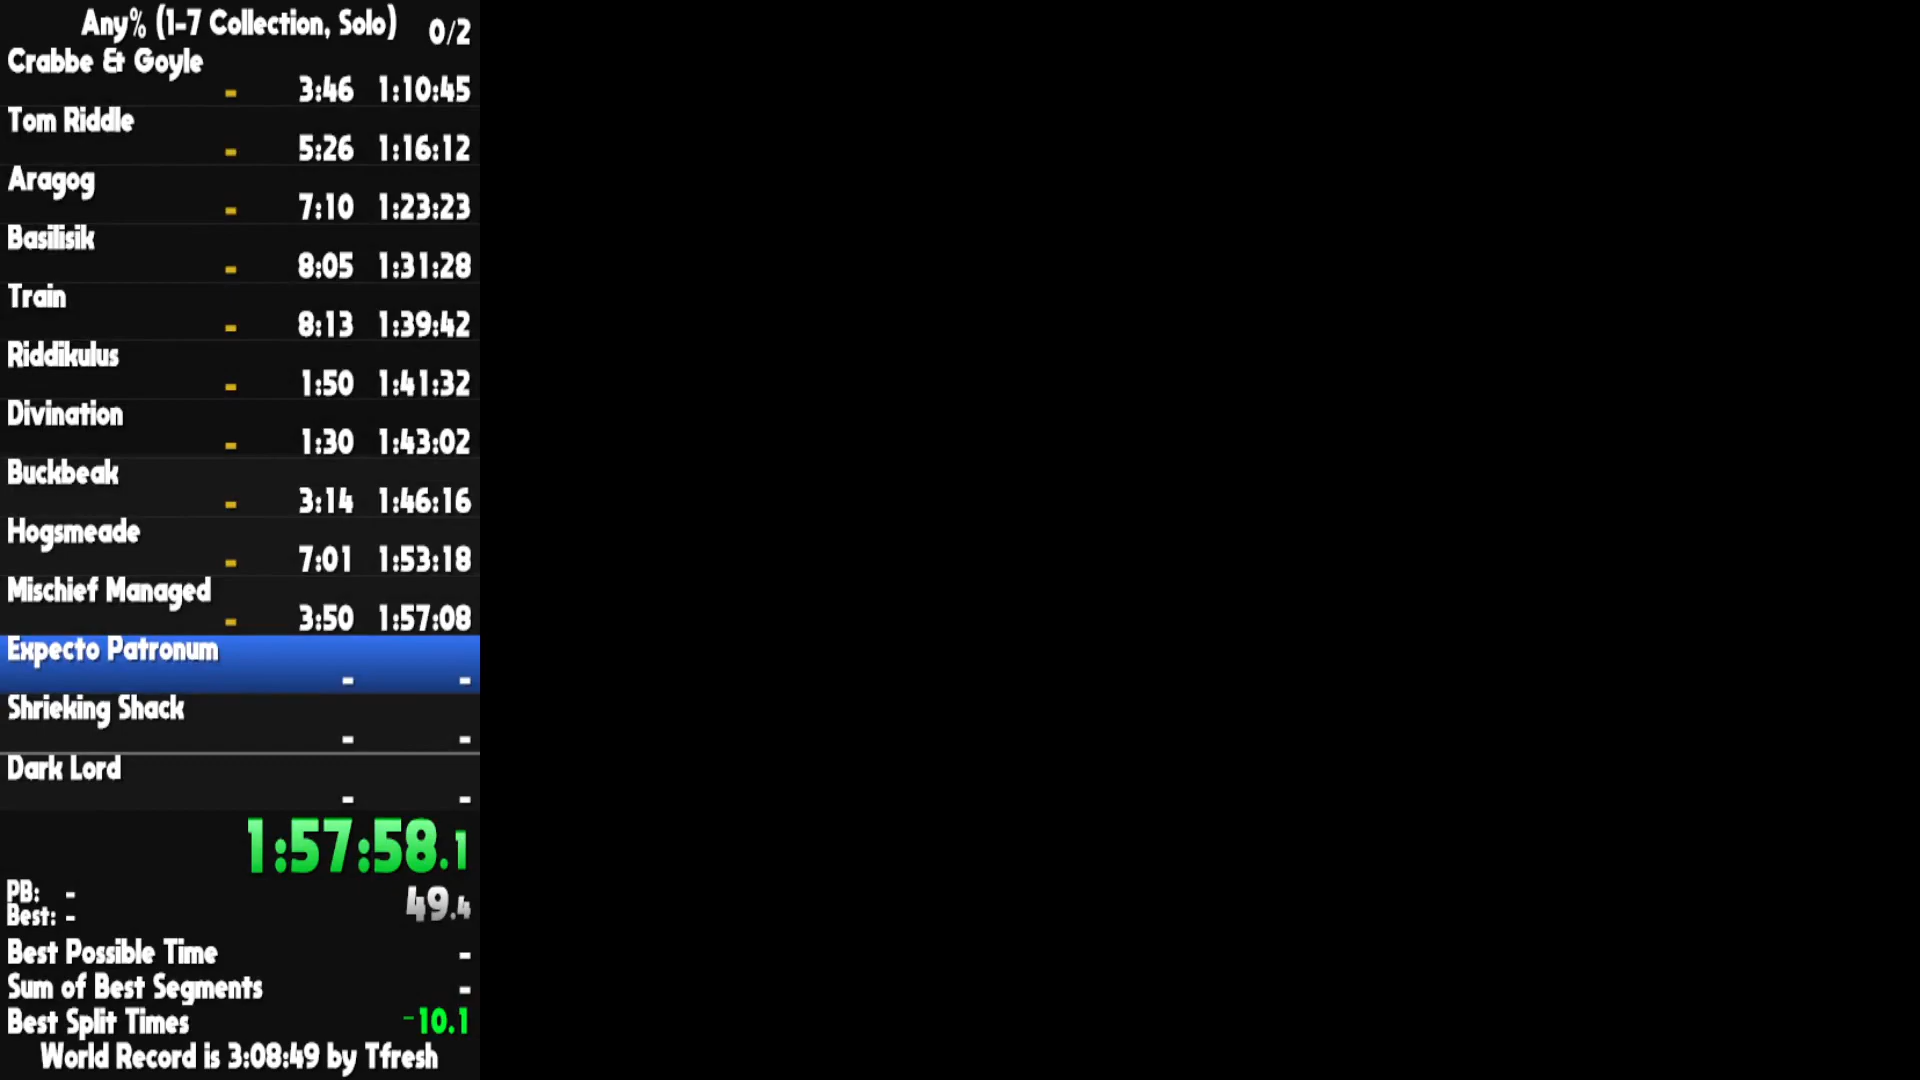 Any% (1-7 Collection, Solo) 0/2
Crabbe & Goyle
- 3:46 1:10:45
Tom Riddle
- 5:26 1:16:12
Aragog
- 7:10 1:23:23
Basilisik
- 8:05 1:31:28
Train
- 8:13 1:39:42
Riddikulus
- 1:50 1:41:32
Divination
- 1:30 1:43:02
Buckbeak
- 3:14 1:46:16
Hogsmeade
- 7:01 1:53:18
Mischief Managed
- 3:50 1:57:08
Expecto Patronum
- -
Shrieking Shack
- -
Dark Lord
- -
1:57:58.1
PB: - 49.4
Best: -
Best Possible Time -
Sum of Best Segments -
Best Split Times -10.1
World Record is 3:08:49 by Tfresh